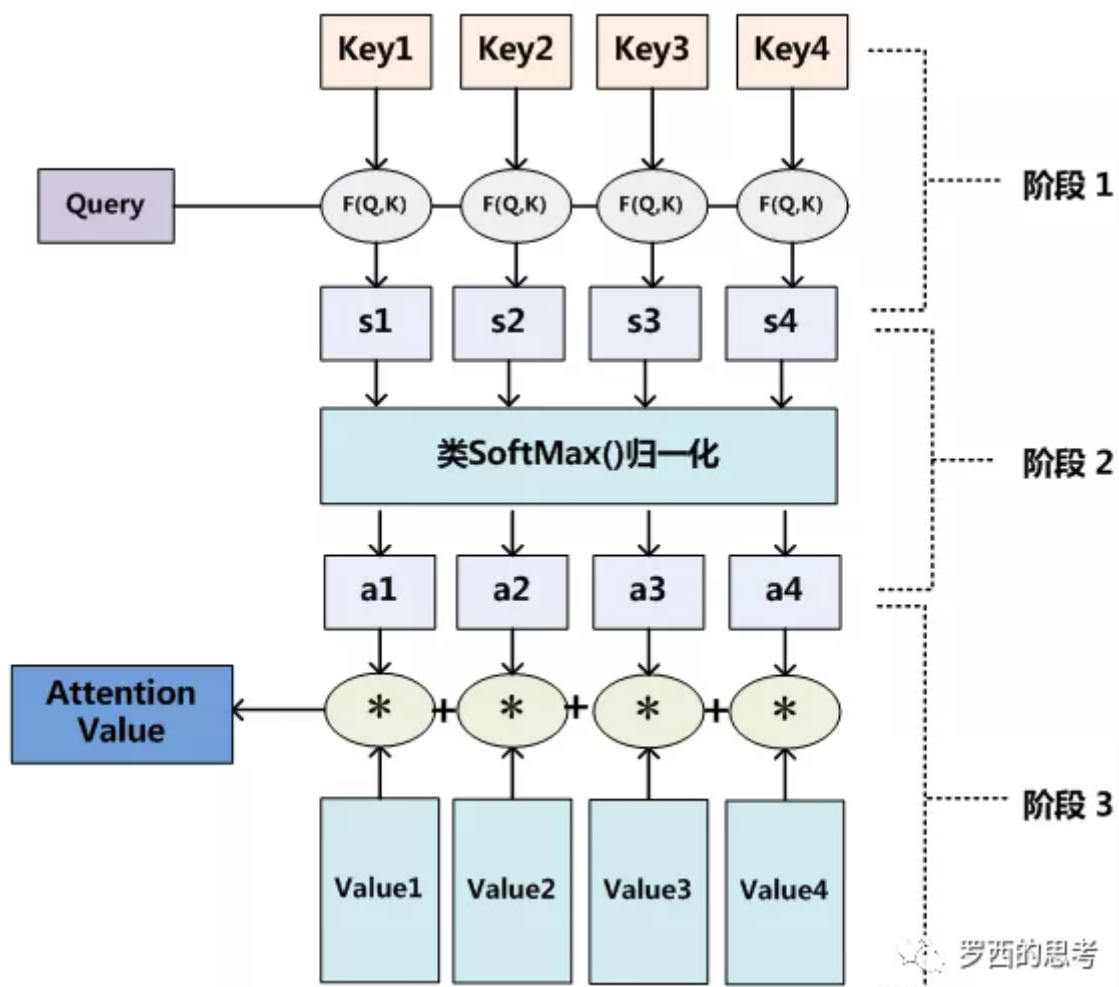 Key1 Key2 Key3 Key4
阶段 1
Query F(Q,K) F(Q,K) F(Q,K) F(Q,K)
s1 s2 s3 s4
类SoftMax()归一化
阶段 2
a1 a2 a3 a4
Attention
Value
* + * + * + *
阶段 3
Value1 Value2 Value3 Value4
罗西的思考